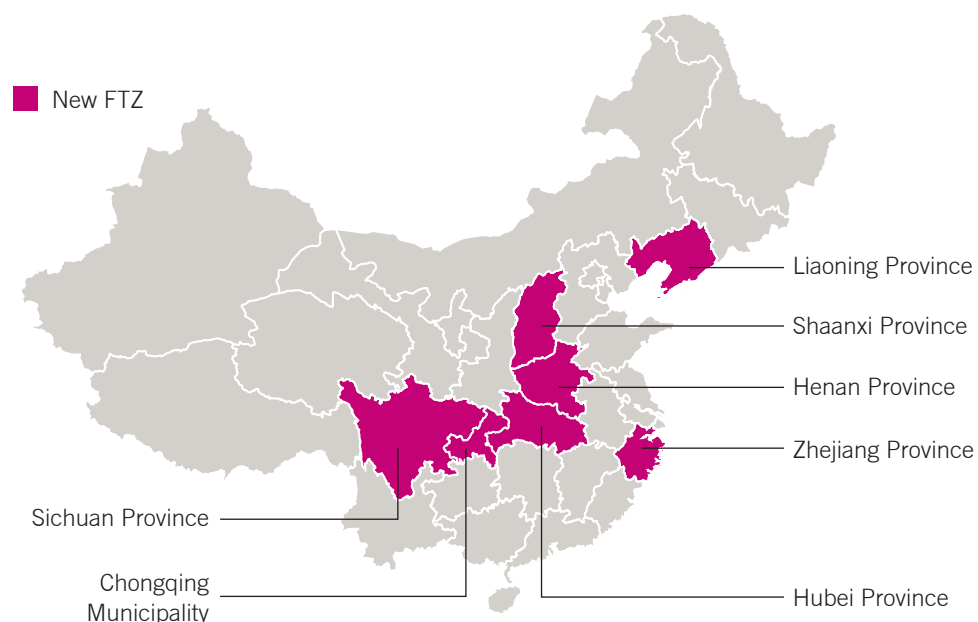 New FTZ
Liaoning Province
Shaanxi Province
Henan Province
Zhejiang Province
Sichuan Province
Chongqing
Municipality
Hubei Province